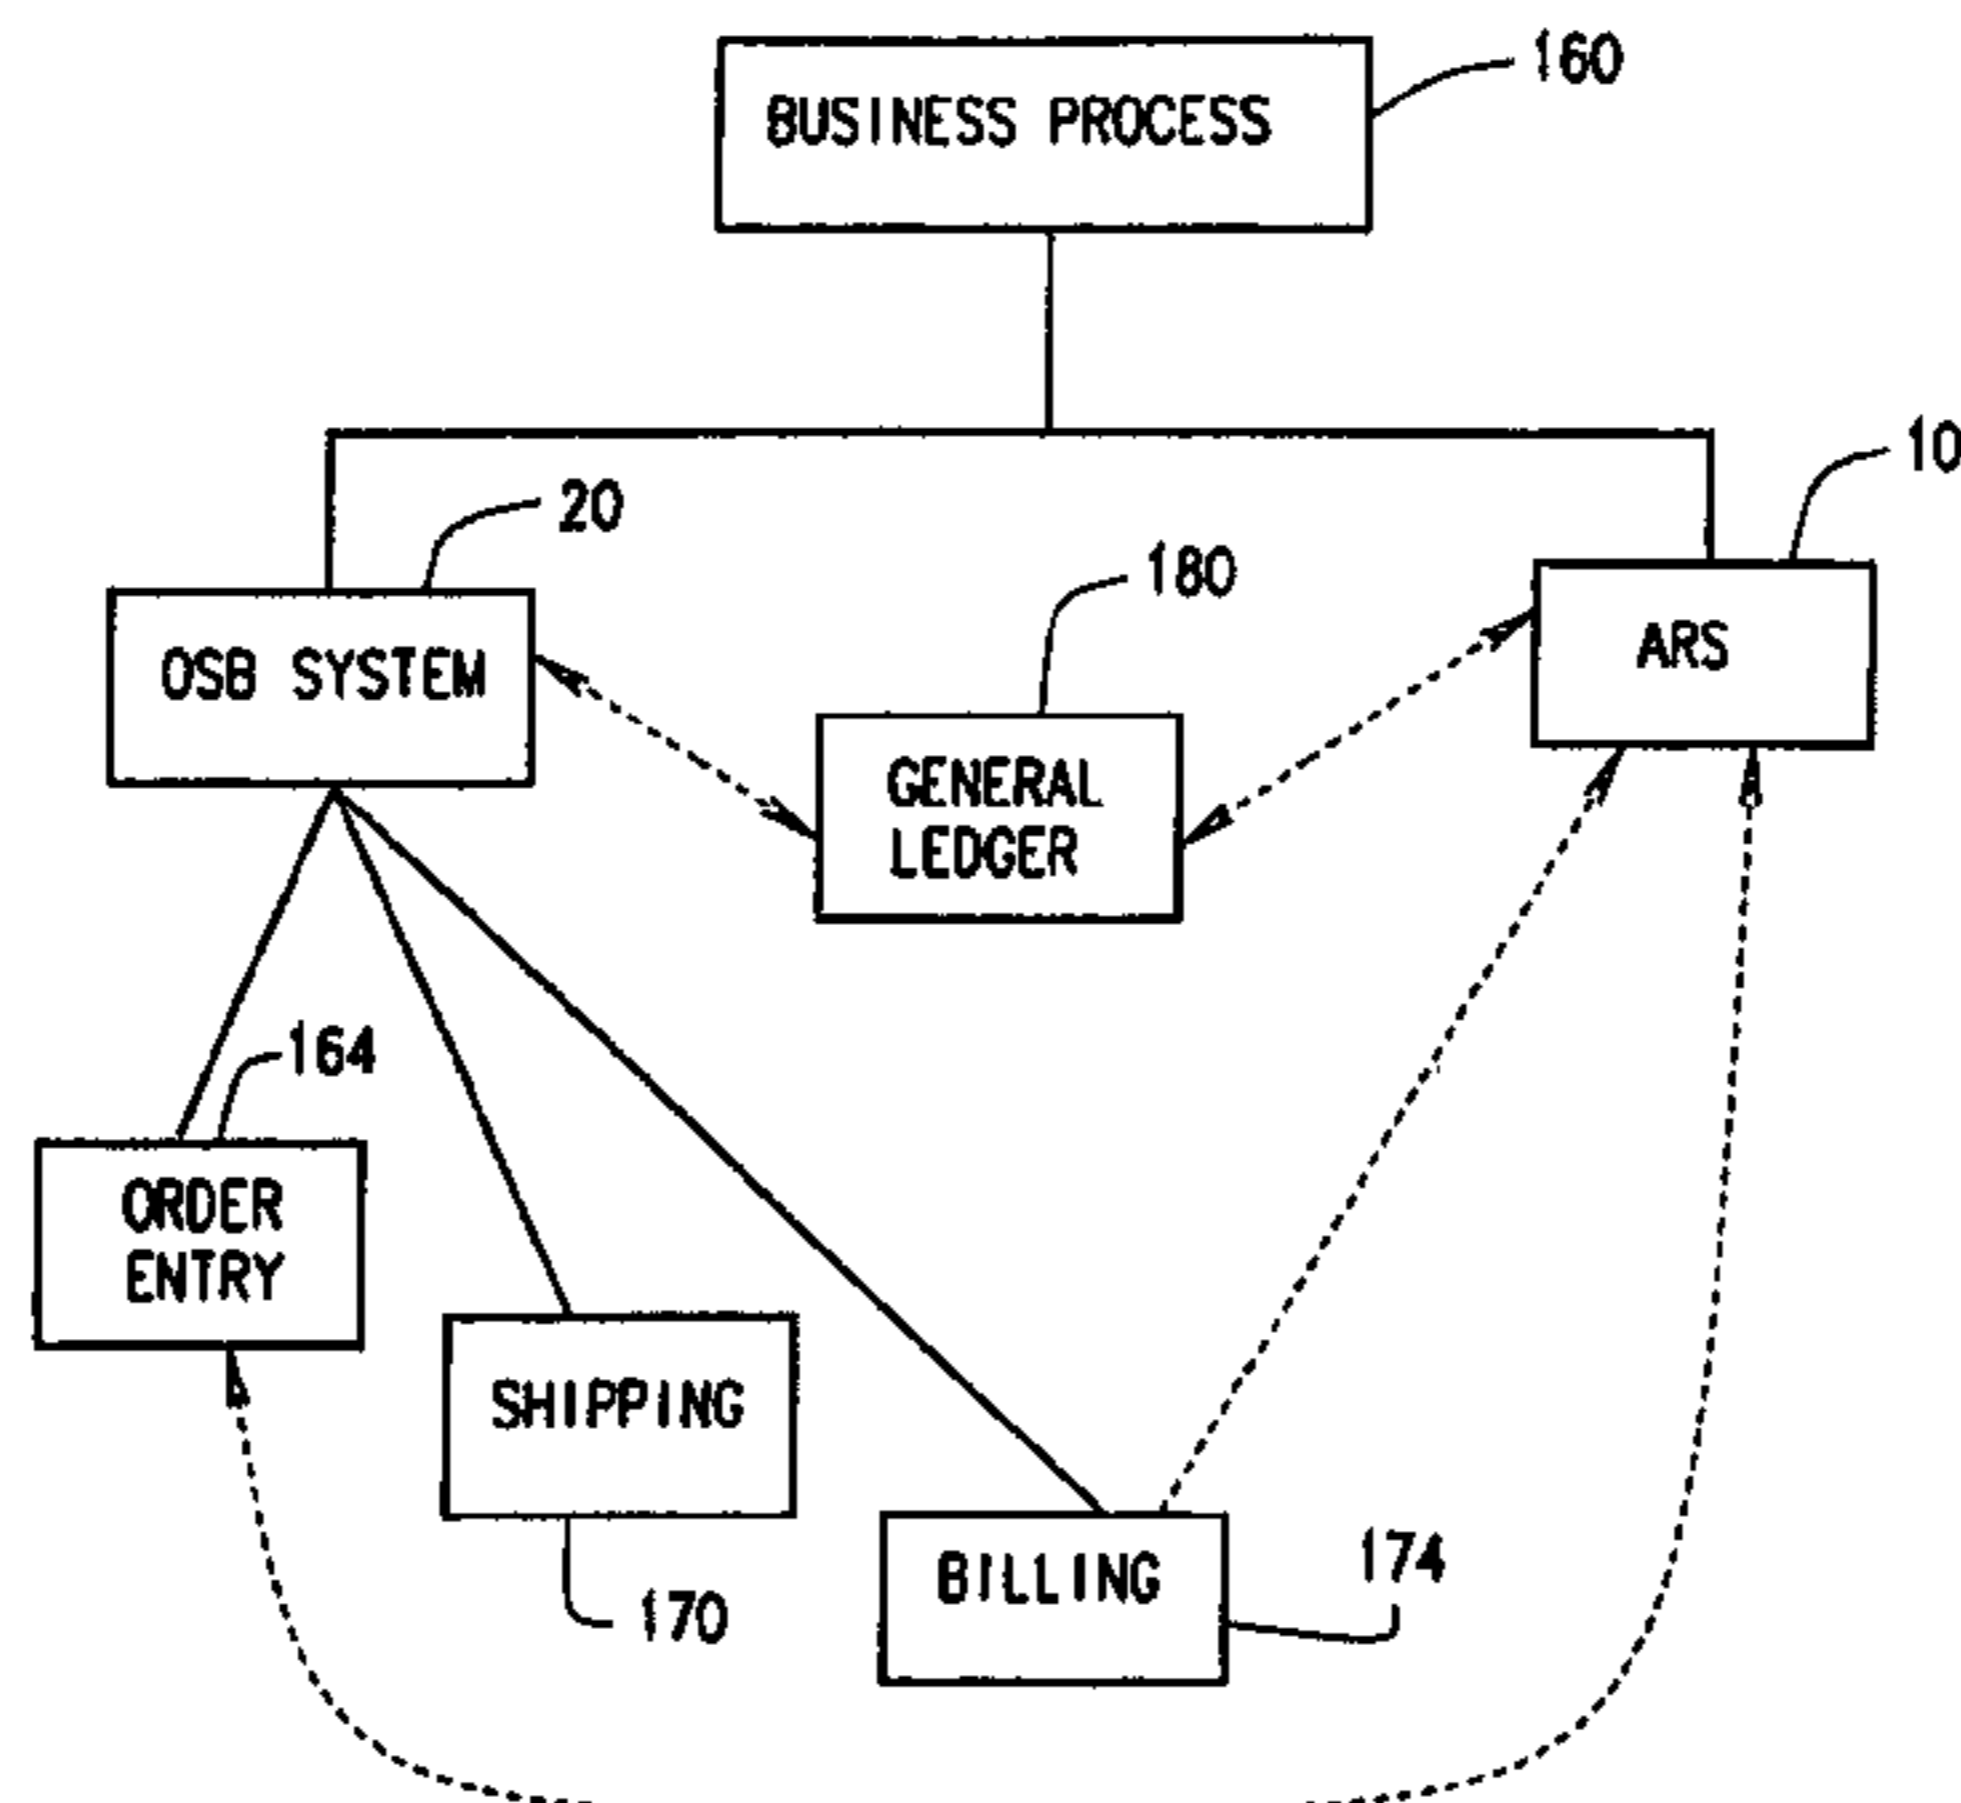 160
BUSINESS PROCESS
10
20
180
OSB SYSTEM
ARS
GENERAL
LEDGER
164
ORDER
ENTRY
SHIPPING
174
BILLING
170